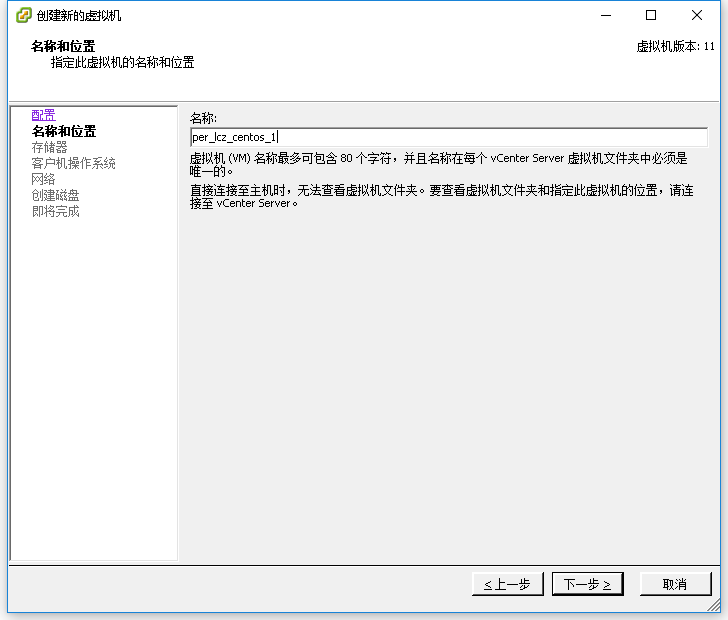 创建新的虚拟机
名称和位置
指定此虚拟机的名称和位置
虚拟机版本: 11
配置
名称和位置
存储器
客户机操作系统
网络
创建磁盘
即将完成
名称:
per_lcz_centos_1
虚拟机 (VM) 名称最多可包含 80 个字符，并且名称在每个 vCenter Server 虚拟机文件夹中必须是
唯一的。
直接连接至主机时，无法查看虚拟机文件夹。要查看虚拟机文件夹和指定此虚拟机的位置，请连
接至 vCenter Server。
≤上一步
下一步 ≥
取消